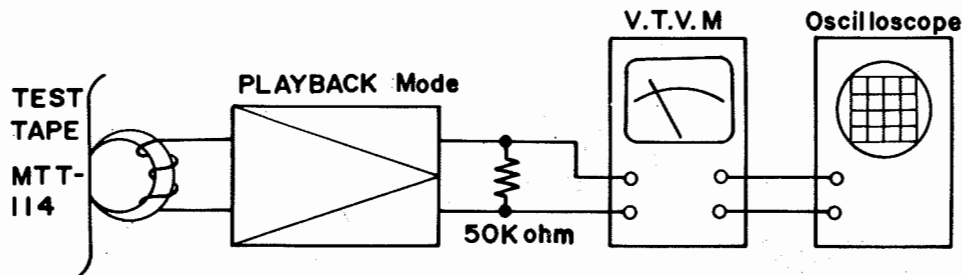 V.T.V.M
Oscilloscope
PLAYBACK Mode
TEST
TAPE
MTT-
114
50K ohm